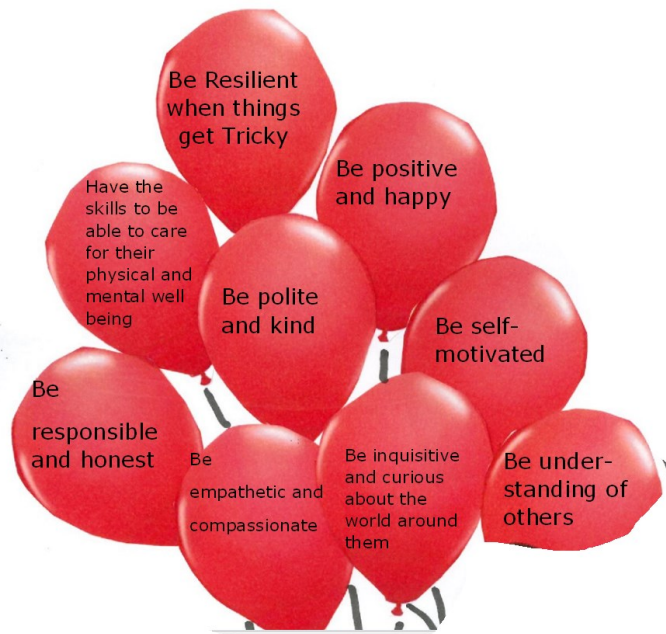 Be Resilient
when things
get Tricky
Be positive
and happy
Have the
skills to be
able to care
for their
physical and
mental well
being
Be polite
and kind
Be self-
motivated
Be
responsible
and honest
Be
empathetic and
compassionate
Be inquisitive
and curious
about the
world around
them
Be under-
standing of
others